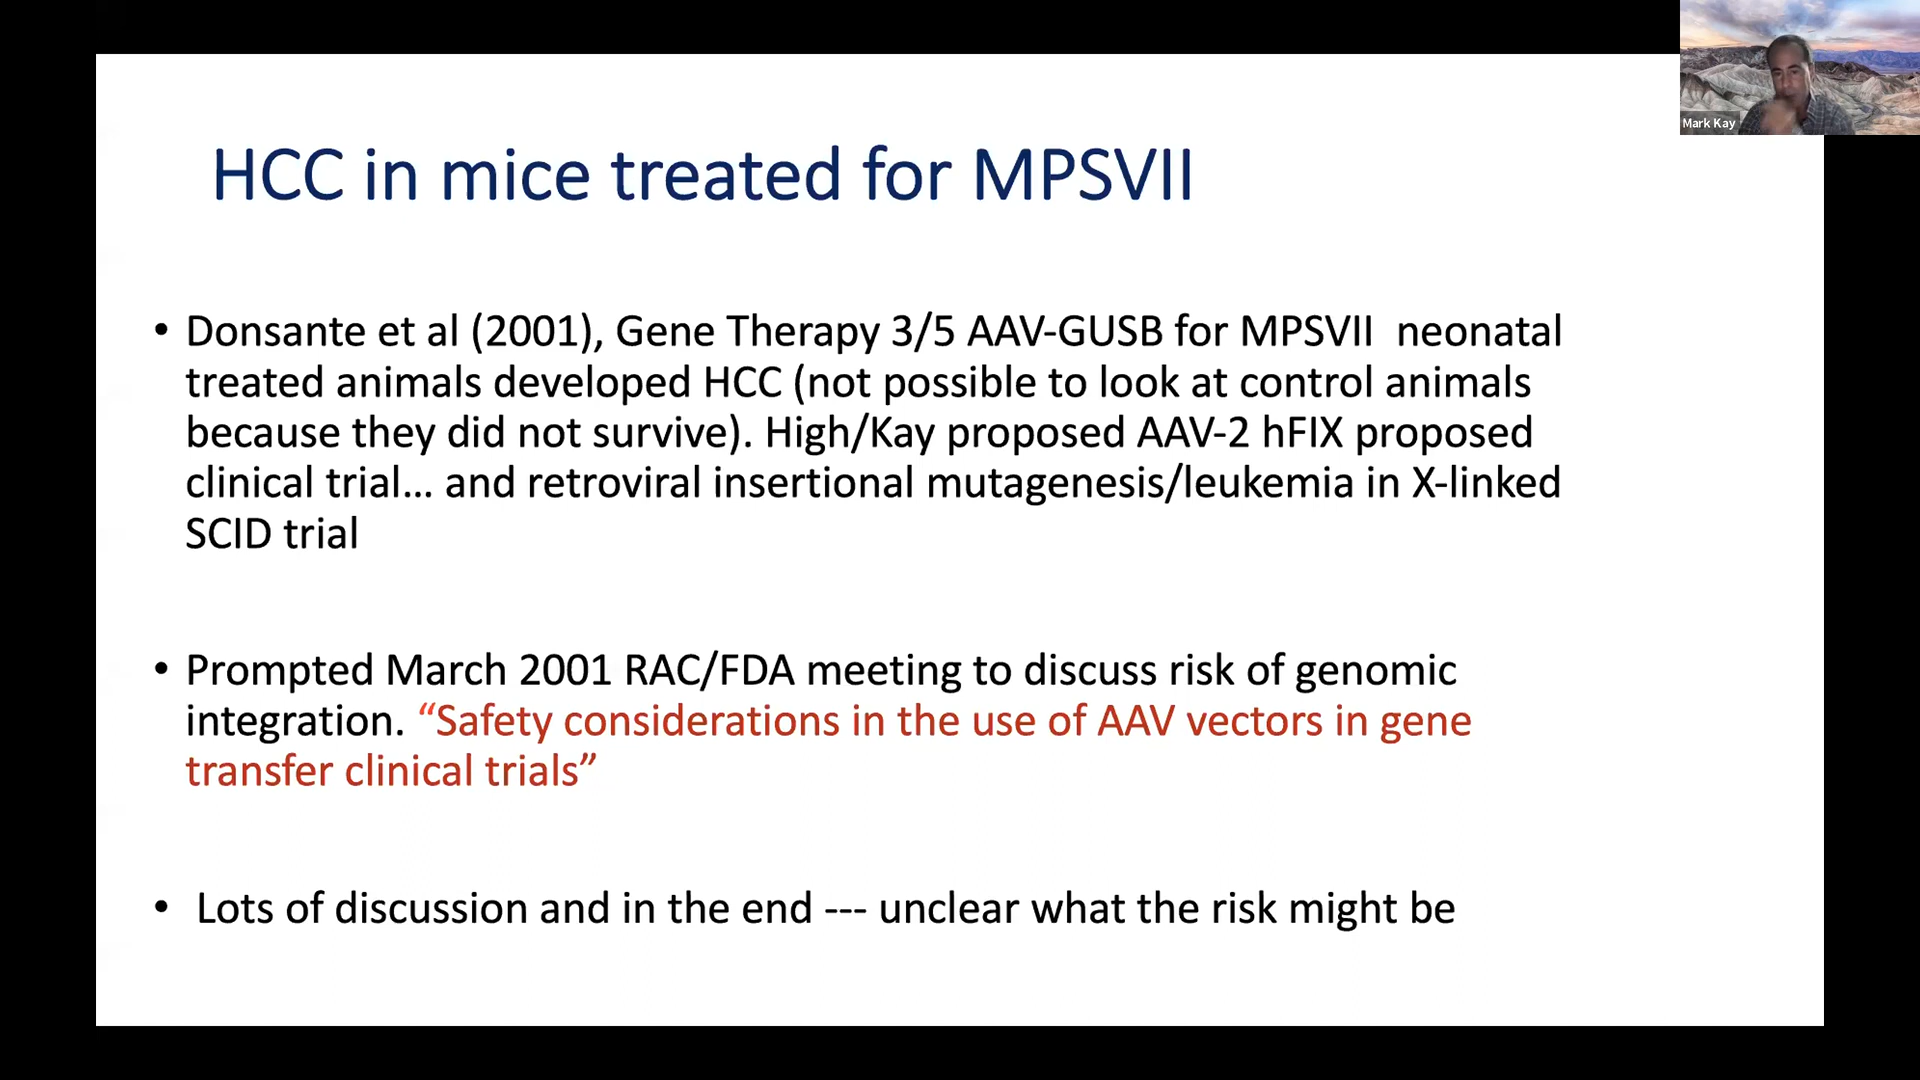 Mark Kay
HCC in mice treated for MPSVII
• Donsante et al (2001), Gene Therapy 3/5 AAV-GUSB for MPSVII  neonatal
treated animals developed HCC (not possible to look at control animals
because they did not survive). High/Kay proposed AAV-2 hFIX proposed
clinical trial... and retroviral insertional mutagenesis/leukemia in X-linked
SCID trial
• Prompted March 2001 RAC/FDA meeting to discuss risk of genomic
integration. “Safety considerations in the use of AAV vectors in gene
transfer clinical trials”
• Lots of discussion and in the end --- unclear what the risk might be